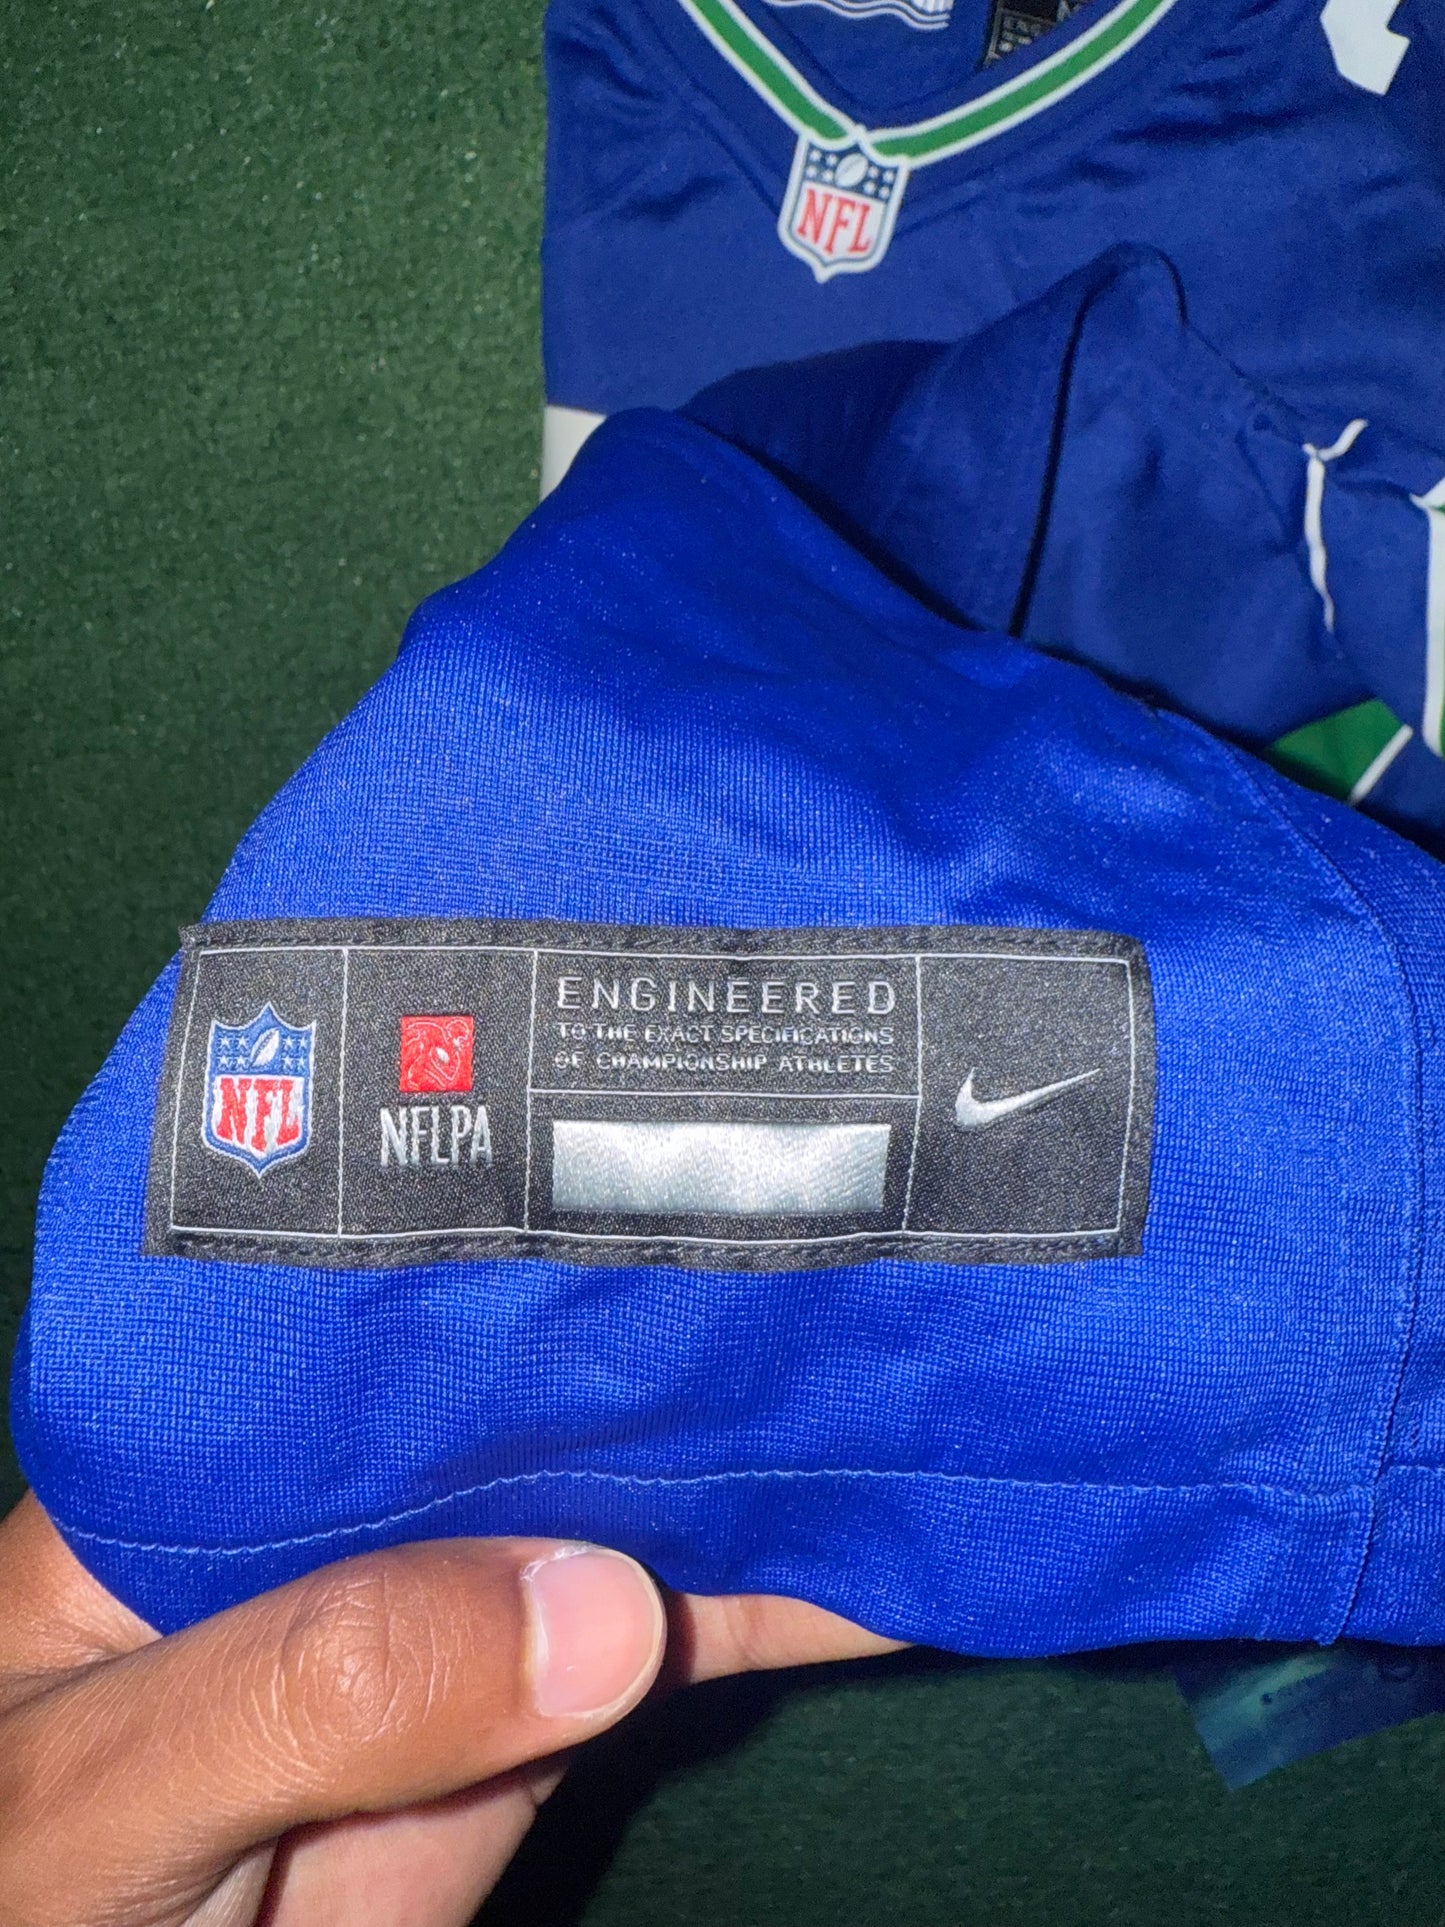 NFL
NFL
NFLPA
ENGINEERED
TO THE EXACT SPECIFICATIONS
OF CHAMPIONSHIP ATHLETES